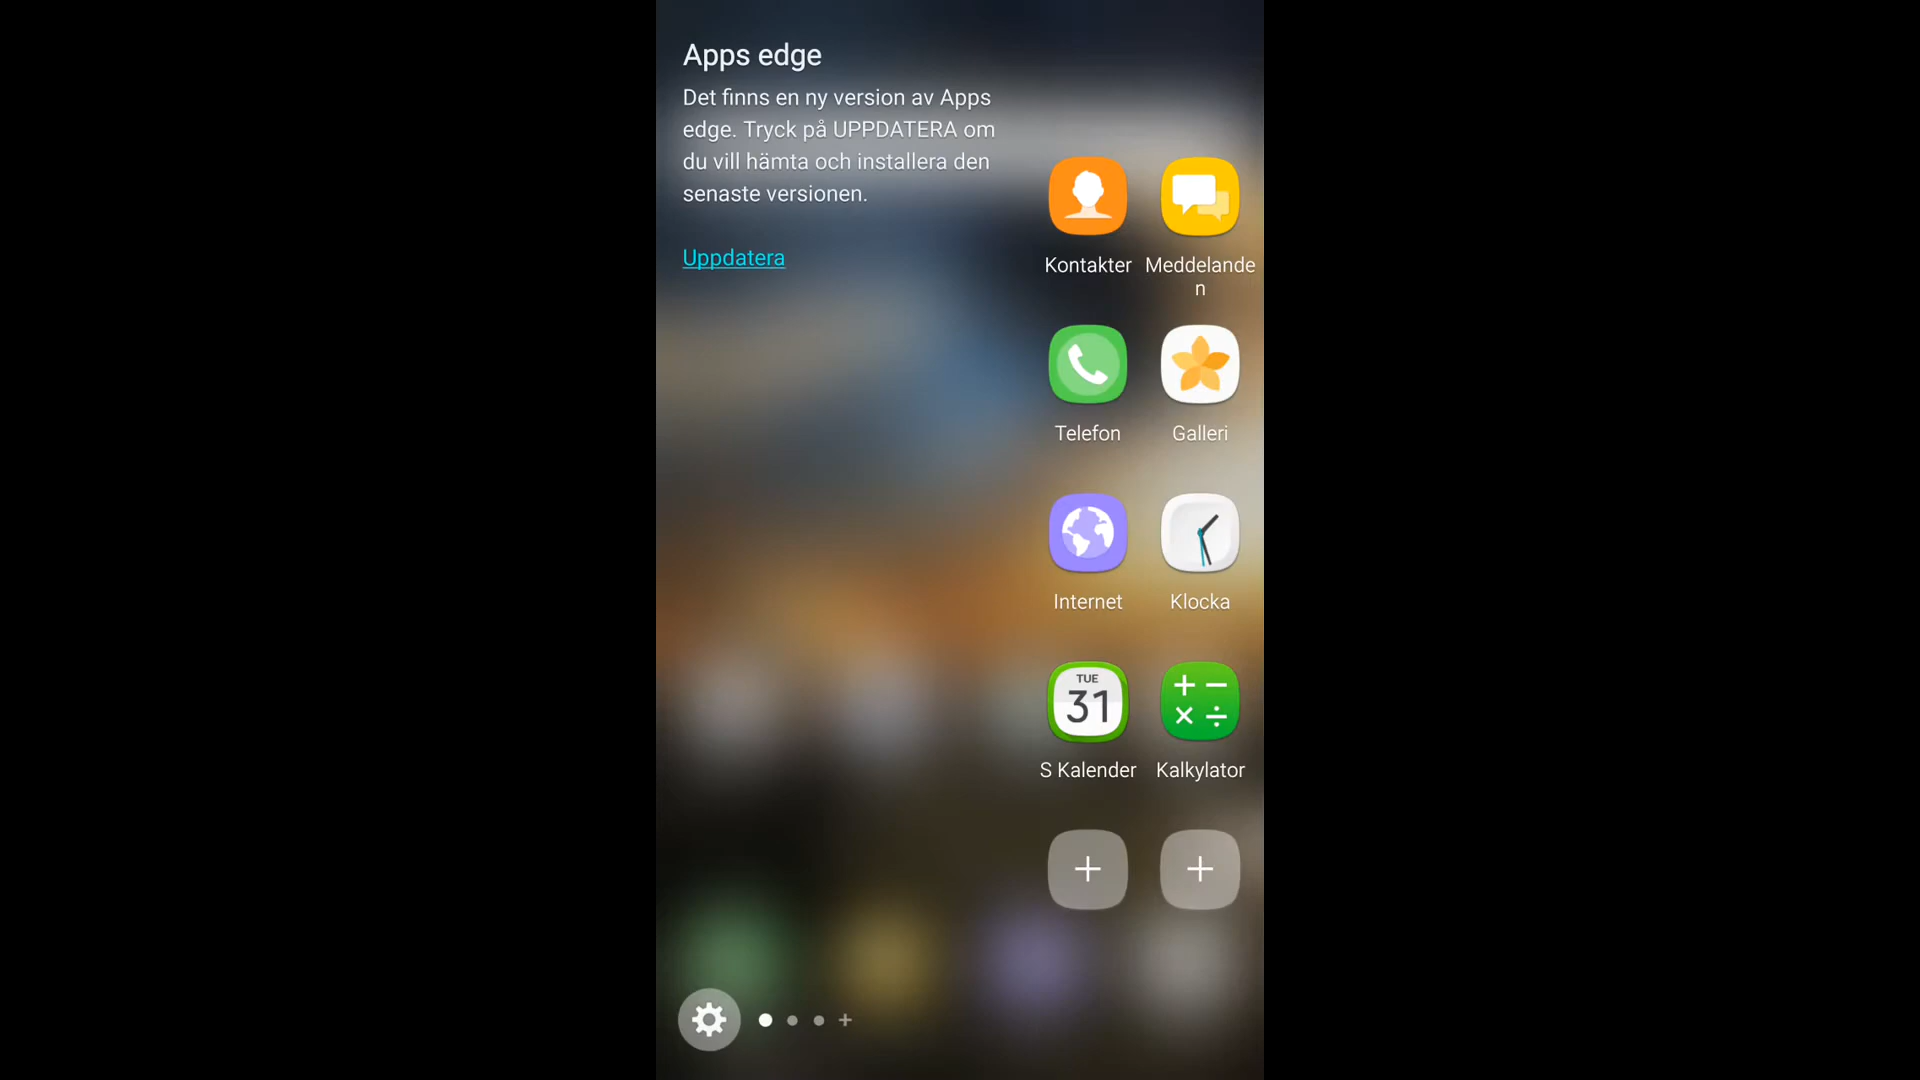 Apps edge
Det finns en ny version av Apps
edge. Tryck på UPPDATERA om
du vill hämta och installera den
senaste versionen.
Uppdatera
Kontakter
Meddelande
n
Telefon
Galleri
Internet
Klocka
TUE
31
S Kalender
Kalkylator